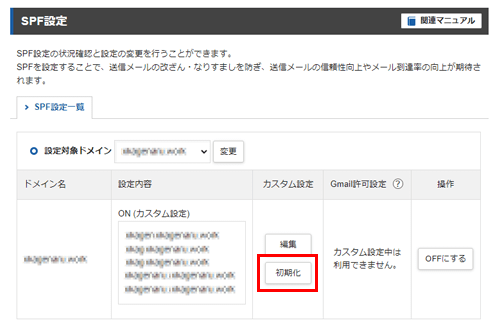 SPF設定
関連マニュアル
SPF設定の状況確認と設定の変更を行うことができます。
SPFを設定することで、送信メールの改ざん・なりすましを防ぎ、送信メールの信頼性向上やメール到達率の向上が期待さ
れます。
SPF設定一覧
設定対象ドメイン 変更
ドメイン名 設定内容 カスタム設定 Gmail許可設定 ? 操作
ON (カスタム設定)
編集
初期化
カスタム設定中は
利用できません。
OFFにする